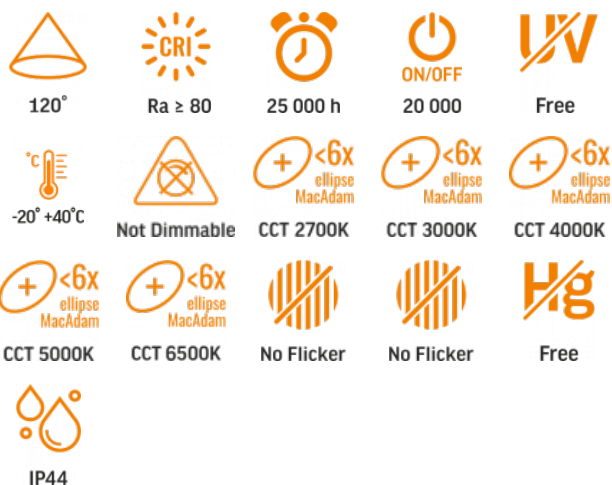 CRI
UV
ON/OFF
120°
Ra ≥ 80
25 000 h
20 000
Free
°C
<6x
ellipse
MacAdam
<6x
ellipse
MacAdam
<6x
ellipse
MacAdam
-20° +40°C
Not Dimmable
CCT 2700K
CCT 3000K
CCT 4000K
<6x
ellipse
MacAdam
<6x
ellipse
MacAdam
Hg
CCT 5000K
CCT 6500K
No Flicker
No Flicker
Free
IP44